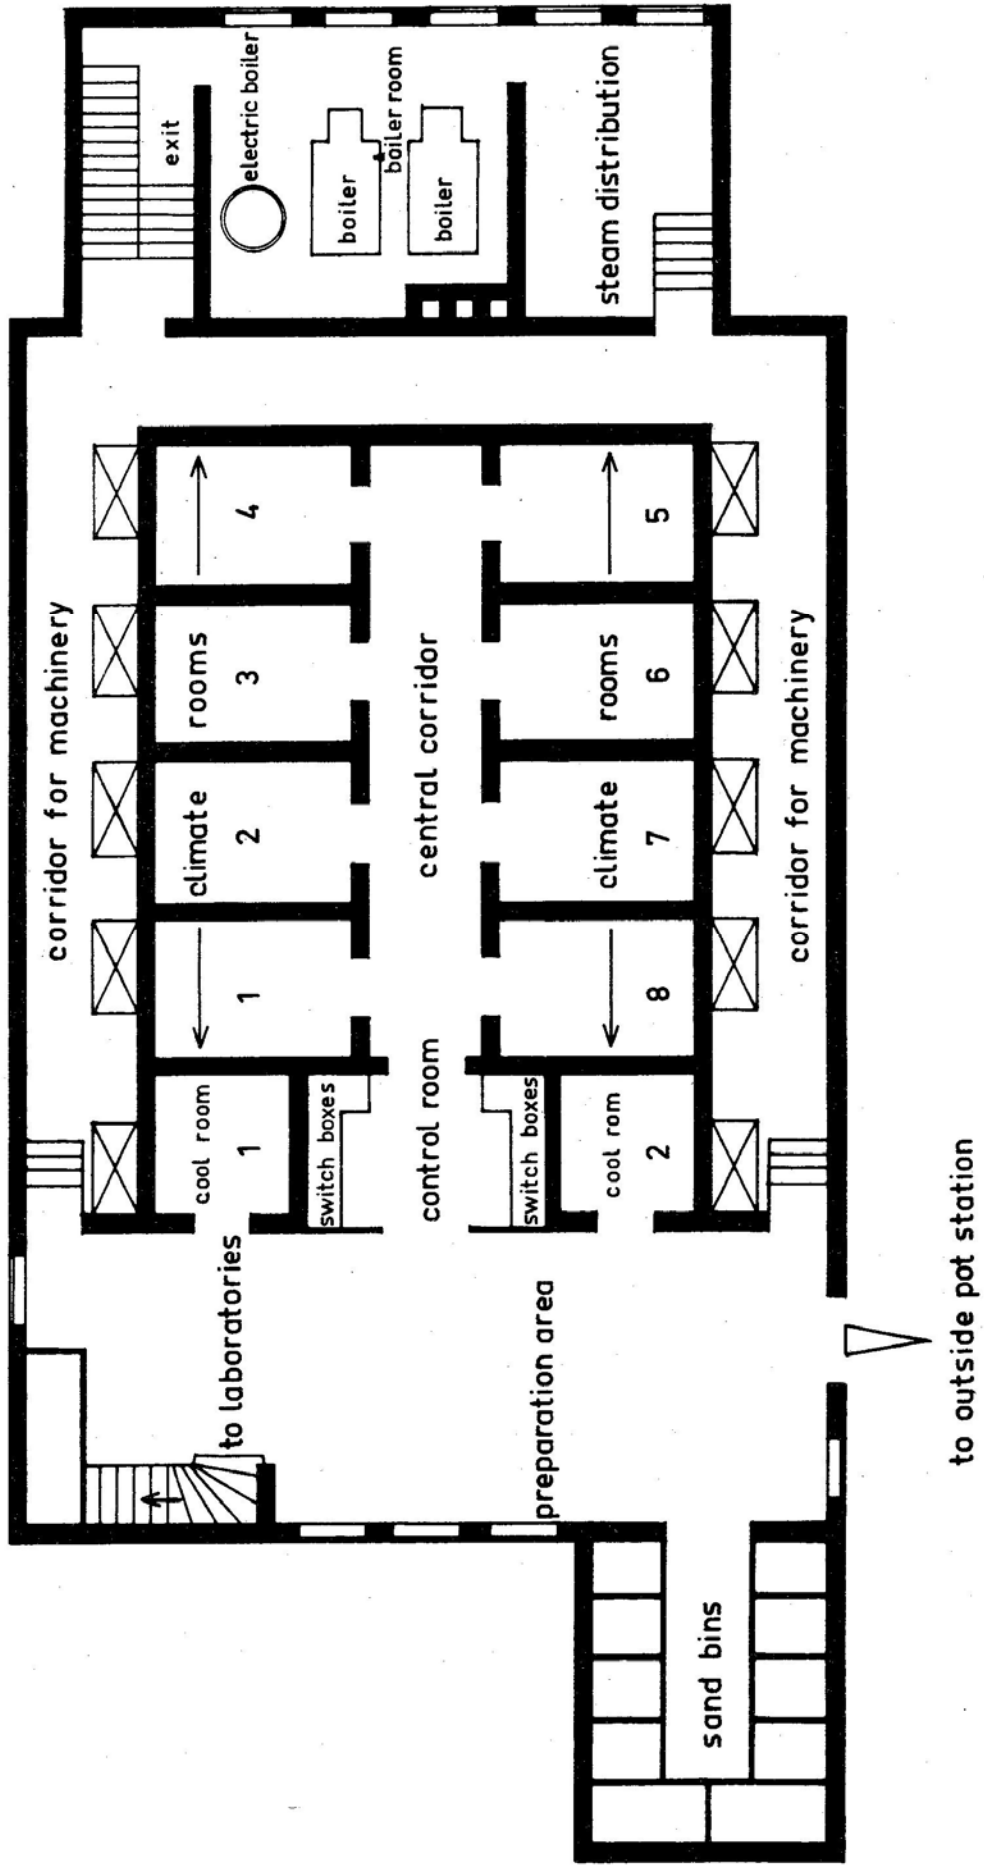 corridor for machinery
exit
electric boiler
boiler
boiler room
boiler
steam distribution
climate rooms
1 2 3 4
cool room
1
switch boxes
control room
central corridor
switch boxes
cool rom
2
climate rooms
8 7 6 5
corridor for machinery
to laboratories
preparation area
sand bins
to outside pot station